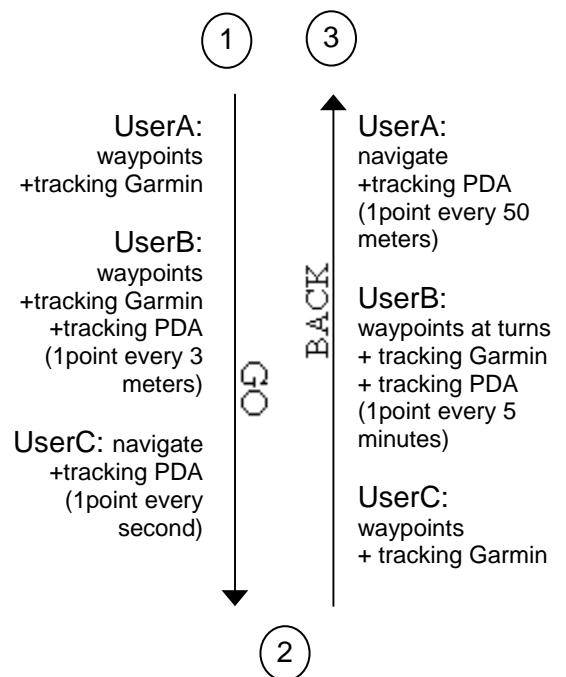 1
3
UserA:
waypoints
+tracking Garmin
UserB:
waypoints
+tracking Garmin
+tracking PDA
(1point every 3
meters)
UserC: navigate
+tracking PDA
(1point every
second)
GO
BACK
UserA:
navigate
+tracking PDA
(1point every 50
meters)
UserB:
waypoints at turns
+ tracking Garmin
+ tracking PDA
(1point every 5
minutes)
UserC:
waypoints
+ tracking Garmin
2